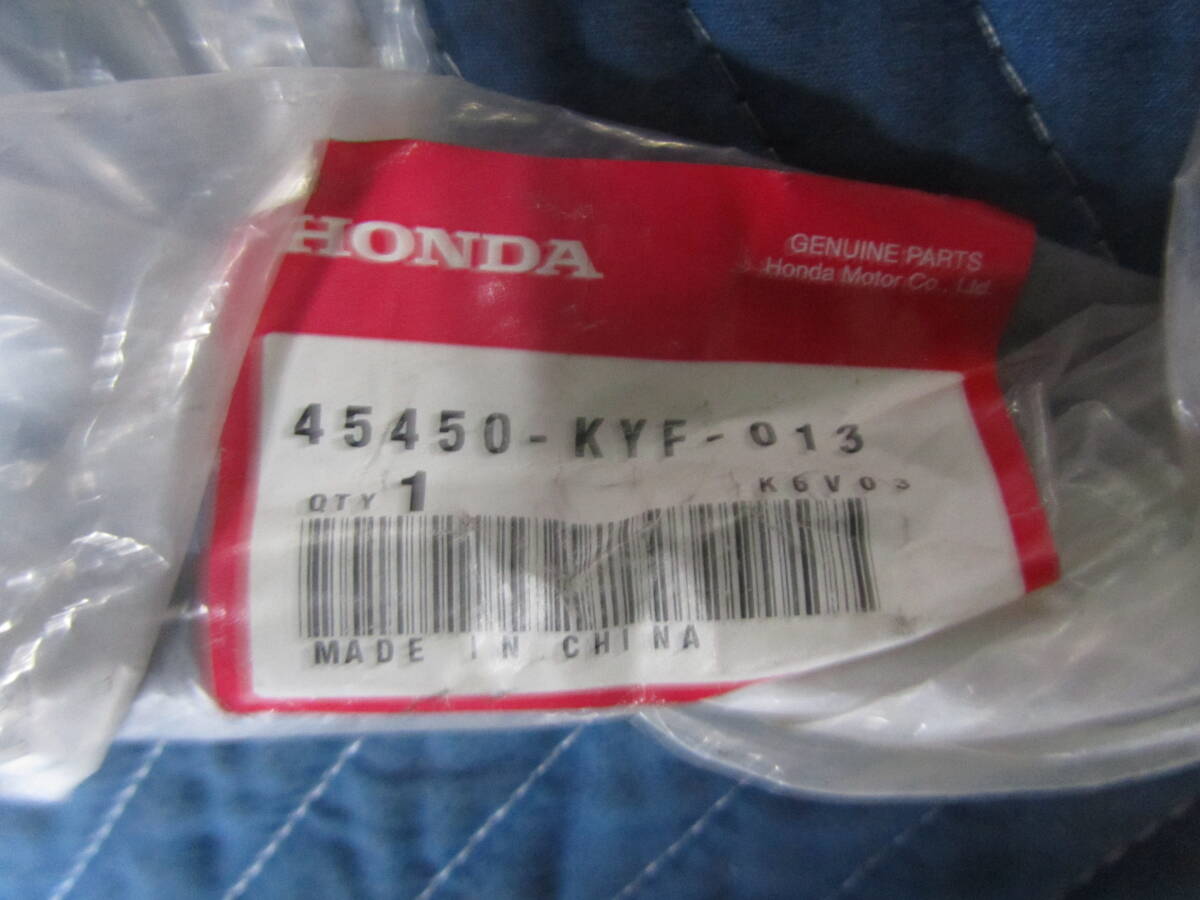 HONDA
GENUINE PARTS
Honda Motor Co., Ltd.
45450-KYF-013
QTY 1
K6V03
MADE IN CHINA